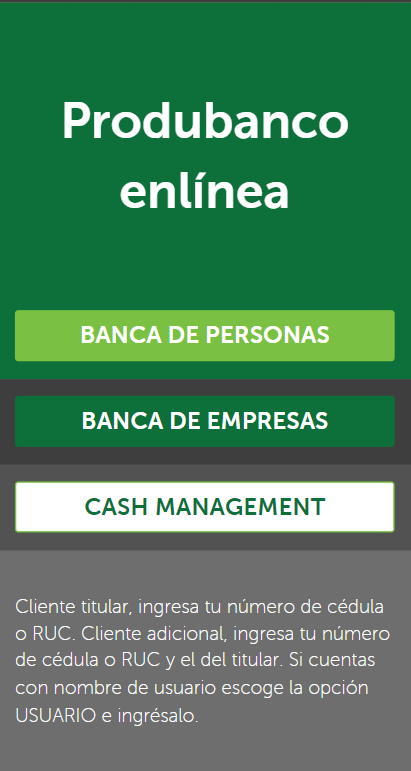 Produbanco
enlínea
BANCA DE PERSONAS
BANCA DE EMPRESAS
CASH MANAGEMENT
Cliente titular, ingresa tu número de cédula
o RUC. Cliente adicional, ingresa tu número
de cédula o RUC y el del titular. Si cuentas
con nombre de usuario escoge la opción
USUARIO e ingrésalo.